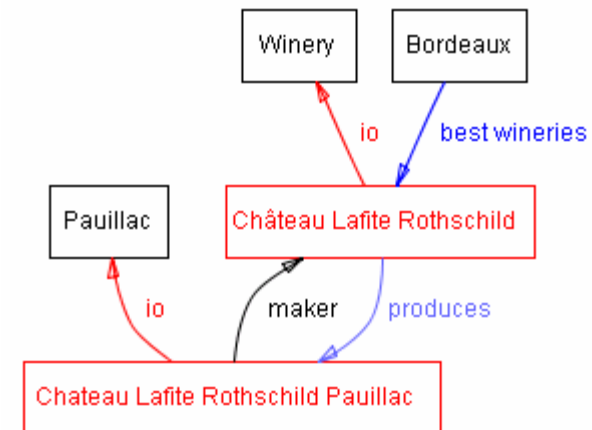 Winery
Bordeaux
io
best wineries
Pauillac
Château Lafite Rothschild
io
maker
produces
Chateau Lafite Rothschild Pauillac